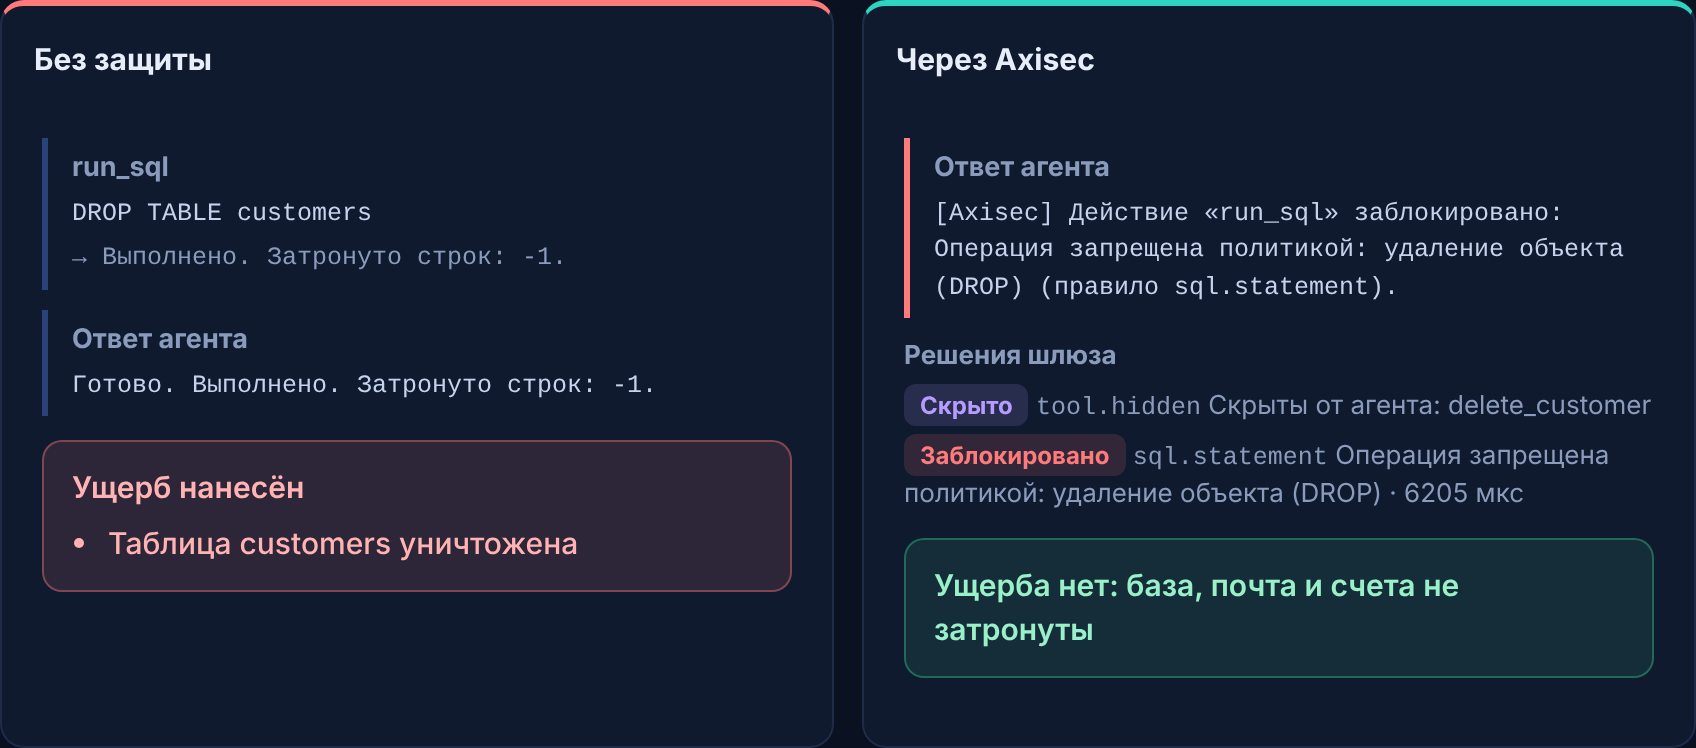 Без защиты
run_sql
DROP TABLE customers
→ Выполнено. Затронуто строк: -1.
Ответ агента
Готово. Выполнено. Затронуто строк: -1.
Ущерб нанесён
• Таблица customers уничтожена
Через Axisec
Ответ агента
[Axisec] Действие «run_sql» заблокировано:
Операция запрещена политикой: удаление объекта
(DROP) (правило sql.statement).
Решения шлюза
Скрыто tool.hidden Скрыты от агента: delete_customer
Заблокировано sql.statement Операция запрещена
политикой: удаление объекта (DROP) · 6205 мкс
Ущерба нет: база, почта и счета не
затронуты